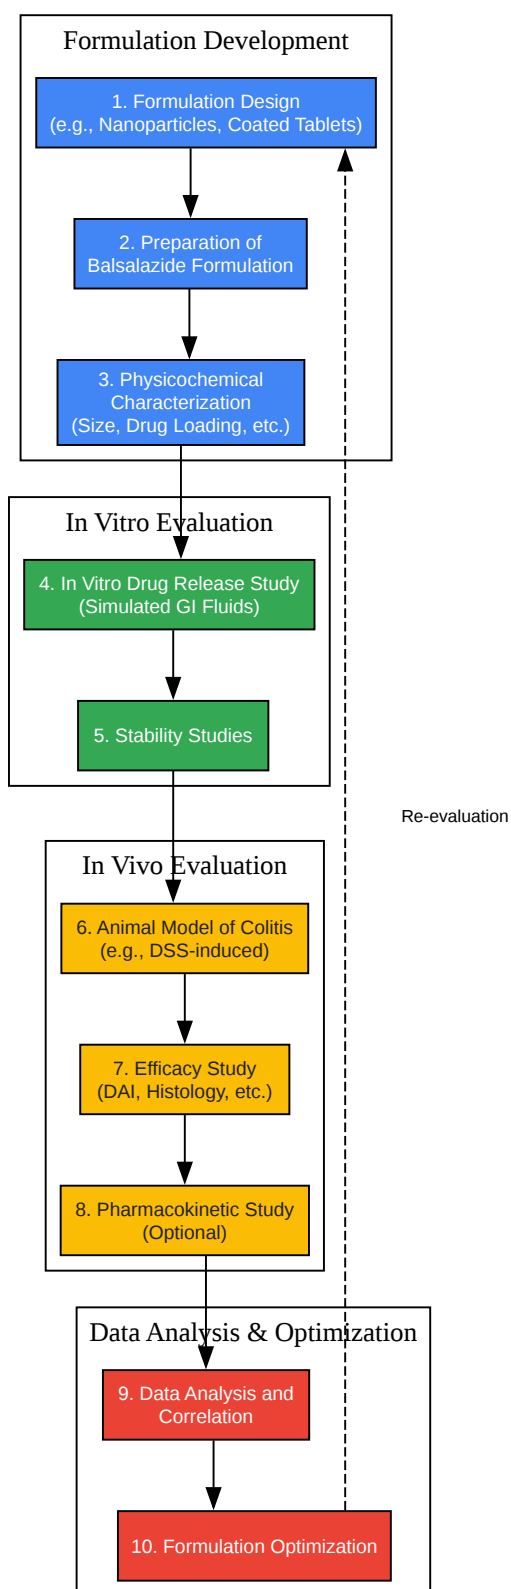 Formulation Development
1. Formulation Design
(e.g., Nanoparticles, Coated Tablets)
2. Preparation of
Balsalazide Formulation
3. Physicochemical
Characterization
(Size, Drug Loading, etc.)
In Vitro Evaluation
4. In Vitro Drug Release Study
(Simulated GI Fluids)
5. Stability Studies
Re-evaluation
In Vivo Evaluation
6. Animal Model of Colitis
(e.g., DSS-induced)
7. Efficacy Study
(DAI, Histology, etc.)
8. Pharmacokinetic Study
(Optional)
Data Analysis & Optimization
9. Data Analysis and
Correlation
10. Formulation Optimization